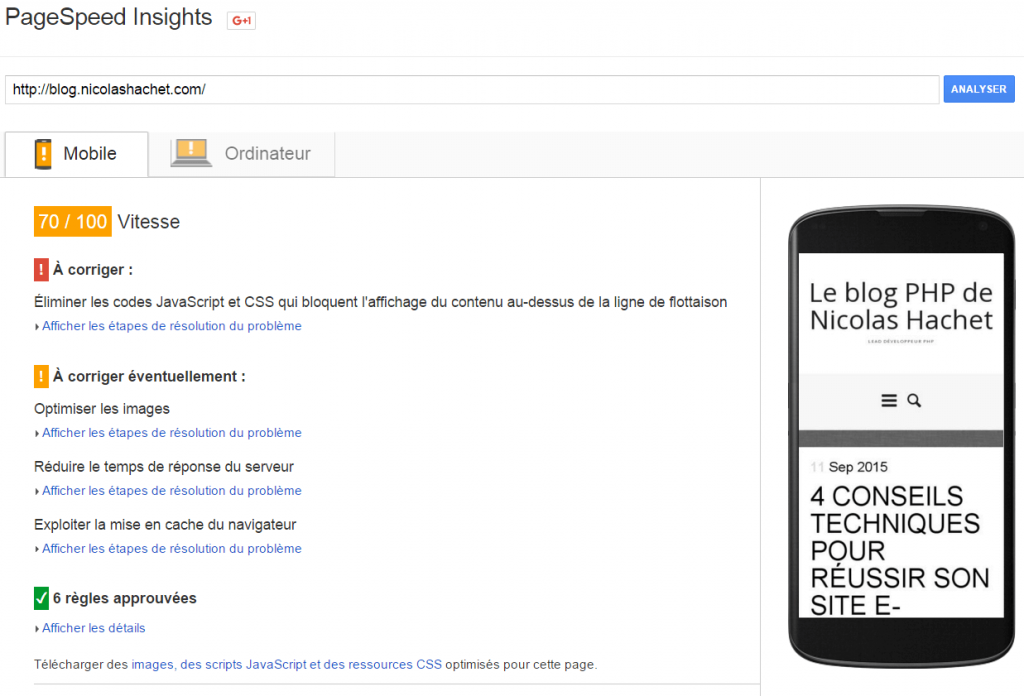 PageSpeed Insights
G+1
http://blog.nicolashachet.com/
ANALYSER
Mobile
Ordinateur
70 / 100 Vitesse
! À corriger :
Éliminer les codes JavaScript et CSS qui bloquent l'affichage du contenu au-dessus de la ligne de flottaison
Afficher les étapes de résolution du problème
! À corriger éventuellement :
Optimiser les images
Afficher les étapes de résolution du problème
Réduire le temps de réponse du serveur
Afficher les étapes de résolution du problème
Exploiter la mise en cache du navigateur
Afficher les étapes de résolution du problème
6 règles approuvées
Afficher les détails
Télécharger des images, des scripts JavaScript et des ressources CSS optimisés pour cette page.
Le blog PHP de
Nicolas Hachet
LEAD DÉVELOPPEUR PHP
11 Sep 2015
4 CONSEILS
TECHNIQUES
POUR
RÉUSSIR SON
SITE E-